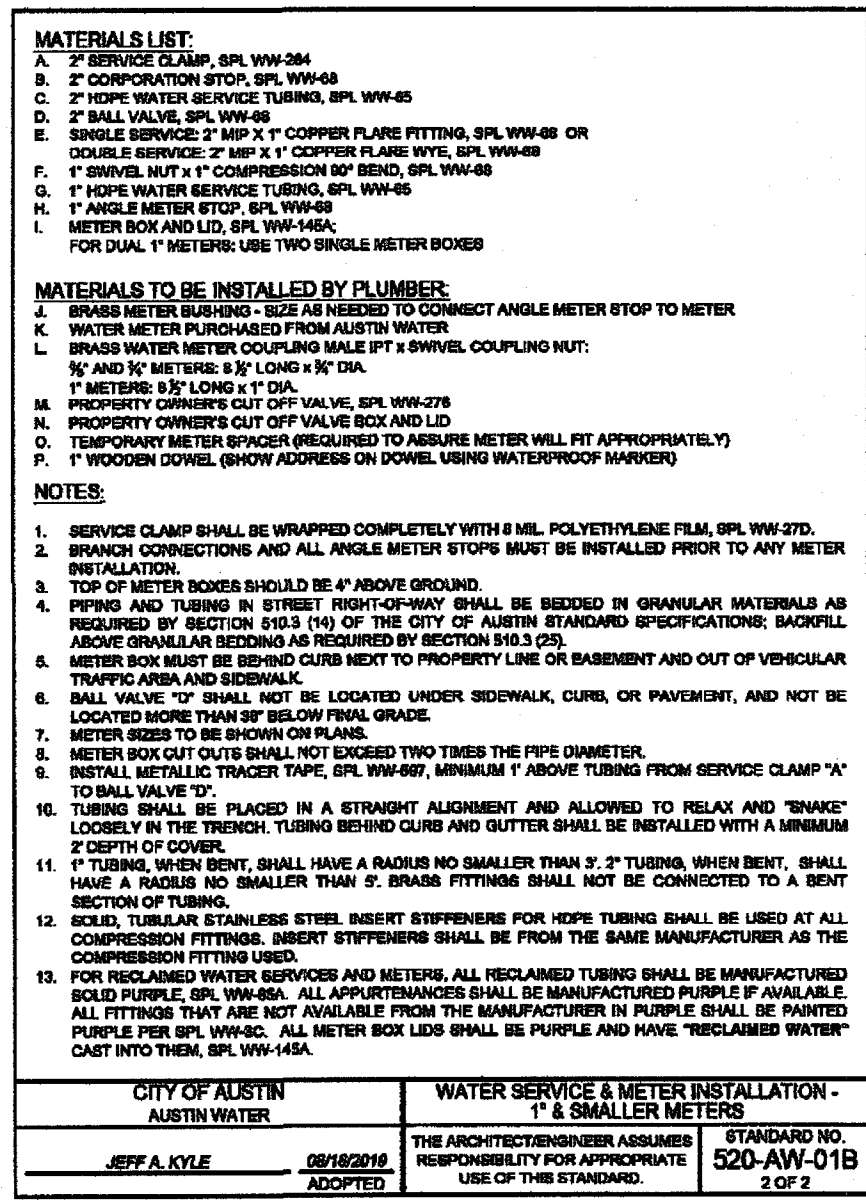 MATERIALS LIST:
A. 2" SERVICE CLAMP, SPL WW-264
B. 2" CORPORATION STOP, SPL WW-68
C. 2" HDPE WATER SERVICE TUBING, SPL WW-65
D. 2" BALL VALVE, SPL WW-68
E. SINGLE SERVICE: 2" MIP X 1" COPPER FLARE FITTING, SPL WW-68 OR
DOUBLE SERVICE: 2" MIP X 1" COPPER FLARE WYE, SPL WW-68
F. 1" SWIVEL NUT x 1" COMPRESSION 90° BEND, SPL WW-68
G. 1" HDPE WATER SERVICE TUBING, SPL WW-65
H. 1" ANGLE METER STOP, SPL WW-68
I. METER BOX AND LID, SPL WW-145A;
FOR DUAL 1" METERS: USE TWO SINGLE METER BOXES
MATERIALS TO BE INSTALLED BY PLUMBER:
J. BRASS METER BUSHING - SIZE AS NEEDED TO CONNECT ANGLE METER STOP TO METER
K. WATER METER PURCHASED FROM AUSTIN WATER
L. BRASS WATER METER COUPLING MALE IPT x SWIVEL COUPLING NUT:
⅝" AND ¾" METERS: 8 ½" LONG x ¾" DIA.
1" METERS: 8 ½" LONG x 1" DIA.
M. PROPERTY OWNER'S CUT OFF VALVE, SPL WW-276
N. PROPERTY OWNER'S CUT OFF VALVE BOX AND LID
O. TEMPORARY METER SPACER (REQUIRED TO ASSURE METER WILL FIT APPROPRIATELY)
P. 1" WOODEN DOWEL (SHOW ADDRESS ON DOWEL USING WATERPROOF MARKER)
NOTES:
1. SERVICE CLAMP SHALL BE WRAPPED COMPLETELY WITH 8 MIL. POLYETHYLENE FILM, SPL WW-27D.
2. BRANCH CONNECTIONS AND ALL ANGLE METER STOPS MUST BE INSTALLED PRIOR TO ANY METER
INSTALLATION.
3. TOP OF METER BOXES SHOULD BE 4" ABOVE GROUND.
4. PIPING AND TUBING IN STREET RIGHT-OF-WAY SHALL BE BEDDED IN GRANULAR MATERIALS AS
REQUIRED BY SECTION 510.3 (14) OF THE CITY OF AUSTIN STANDARD SPECIFICATIONS; BACKFILL
ABOVE GRANULAR BEDDING AS REQUIRED BY SECTION 510.3 (25).
5. METER BOX MUST BE BEHIND CURB NEXT TO PROPERTY LINE OR EASEMENT AND OUT OF VEHICULAR
TRAFFIC AREA AND SIDEWALK.
6. BALL VALVE "D" SHALL NOT BE LOCATED UNDER SIDEWALK, CURB, OR PAVEMENT, AND NOT BE
LOCATED MORE THAN 36" BELOW FINAL GRADE.
7. METER SIZES TO BE SHOWN ON PLANS.
8. METER BOX CUT OUTS SHALL NOT EXCEED TWO TIMES THE PIPE DIAMETER.
9. INSTALL METALLIC TRACER TAPE, SPL WW-597, MINIMUM 1' ABOVE TUBING FROM SERVICE CLAMP "A"
TO BALL VALVE "D".
10. TUBING SHALL BE PLACED IN A STRAIGHT ALIGNMENT AND ALLOWED TO RELAX AND "SNAKE"
LOOSELY IN THE TRENCH. TUBING BEHIND CURB AND GUTTER SHALL BE INSTALLED WITH A MINIMUM
2' DEPTH OF COVER.
11. 1" TUBING, WHEN BENT, SHALL HAVE A RADIUS NO SMALLER THAN 3'. 2" TUBING, WHEN BENT, SHALL
HAVE A RADIUS NO SMALLER THAN 5'. BRASS FITTINGS SHALL NOT BE CONNECTED TO A BENT
SECTION OF TUBING.
12. SOLID, TUBULAR STAINLESS STEEL INSERT STIFFENERS FOR HDPE TUBING SHALL BE USED AT ALL
COMPRESSION FITTINGS. INSERT STIFFENERS SHALL BE FROM THE SAME MANUFACTURER AS THE
COMPRESSION FITTING USED.
13. FOR RECLAIMED WATER SERVICES AND METERS, ALL RECLAIMED TUBING SHALL BE MANUFACTURED
SOLID PURPLE, SPL WW-65A. ALL APPURTENANCES SHALL BE MANUFACTURED PURPLE IF AVAILABLE.
ALL FITTINGS THAT ARE NOT AVAILABLE FROM THE MANUFACTURER IN PURPLE SHALL BE PAINTED
PURPLE PER SPL WW-3C. ALL METER BOX LIDS SHALL BE PURPLE AND HAVE "RECLAIMED WATER"
CAST INTO THEM, SPL WW-145A.
CITY OF AUSTIN
AUSTIN WATER
WATER SERVICE & METER INSTALLATION -
1" & SMALLER METERS
JEFF A. KYLE 08/18/2019
ADOPTED
THE ARCHITECT/ENGINEER ASSUMES
RESPONSIBILITY FOR APPROPRIATE
USE OF THIS STANDARD.
STANDARD NO.
520-AW-01B
2 OF 2